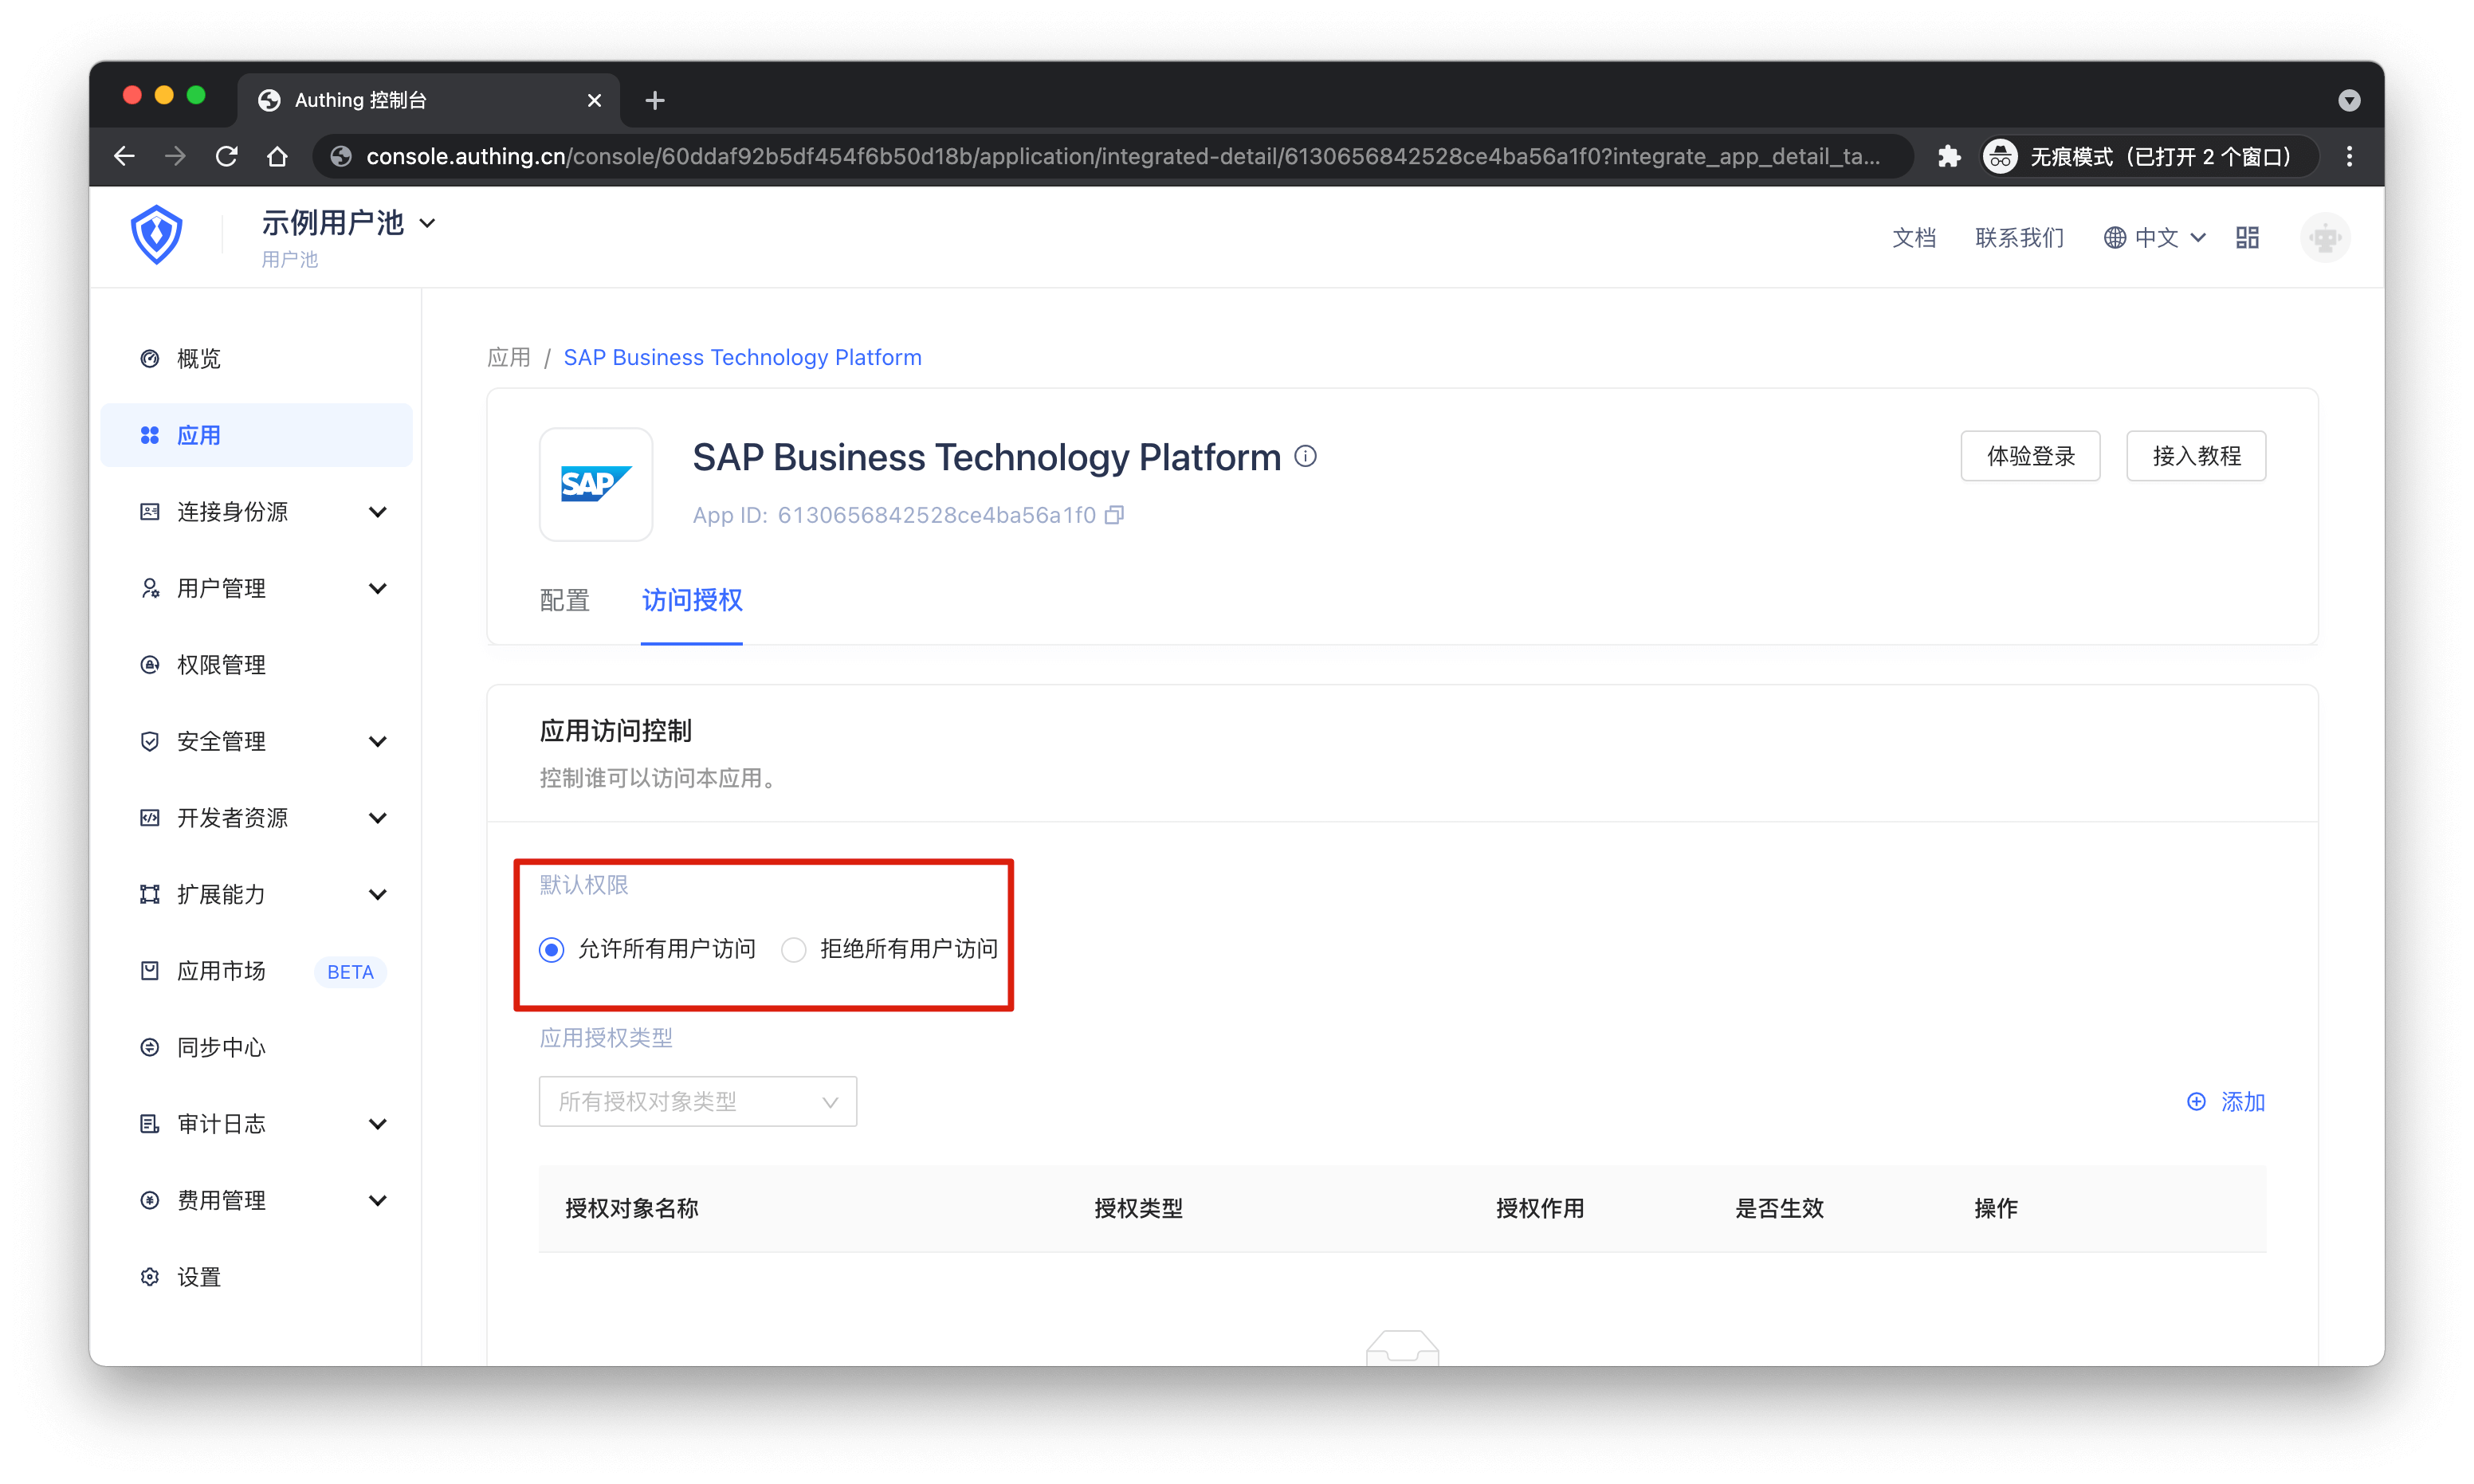 Authing 控制台
console.authing.cn/console/60ddaf92b5df454f6b50d18b/application/integrated-detail/6130656842528ce4ba56a1f0?integrate_app_detail_ta...
无痕模式（已打开 2 个窗口）
示例用户池
用户池
文档
联系我们
中文
概览
应用
连接身份源
用户管理
权限管理
安全管理
开发者资源
扩展能力
应用市场 BETA
同步中心
审计日志
费用管理
设置
应用 / SAP Business Technology Platform
SAP
SAP Business Technology Platform
App ID: 6130656842528ce4ba56a1f0
体验登录
接入教程
配置
访问授权
应用访问控制
控制谁可以访问本应用。
默认权限
允许所有用户访问
拒绝所有用户访问
应用授权类型
所有授权对象类型
添加
授权对象名称 授权类型 授权作用 是否生效 操作